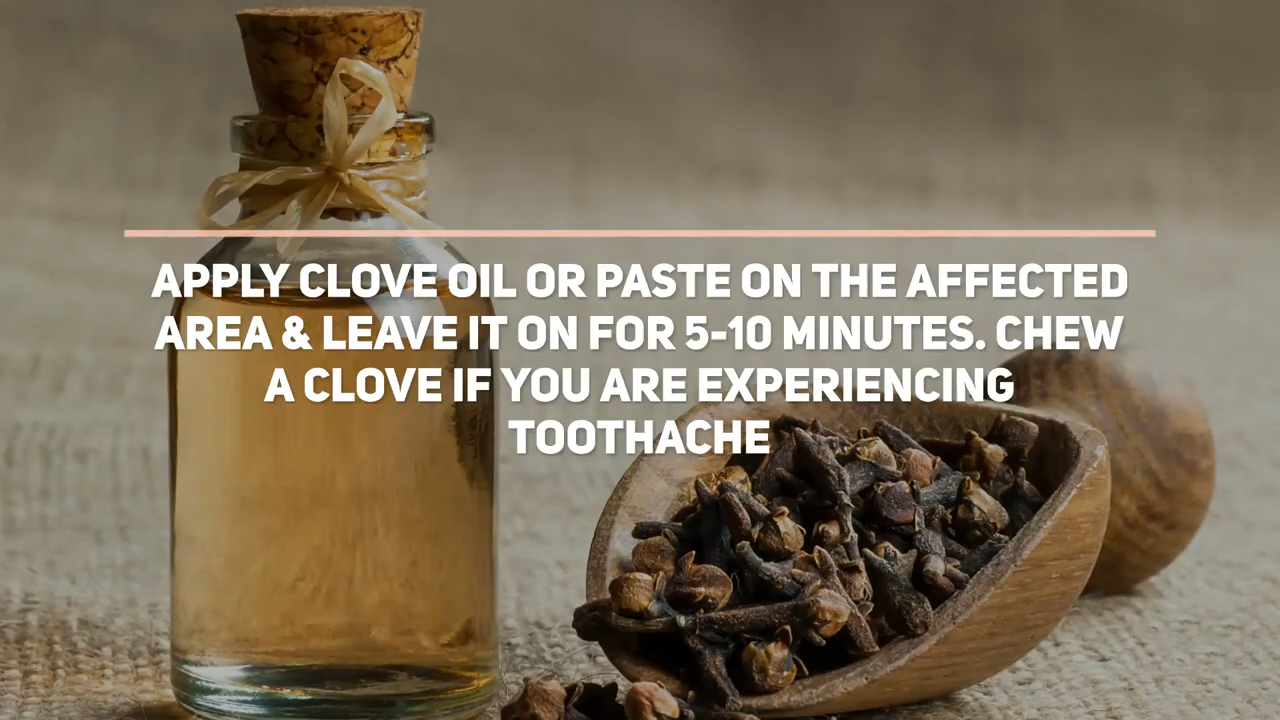 APPLY CLOVE OIL OR PASTE ON THE AFFECTED
AREA & LEAVE IT ON FOR 5-10 MINUTES. CHEW
A CLOVE IF YOU ARE EXPERIENCING
TOOTHACHE